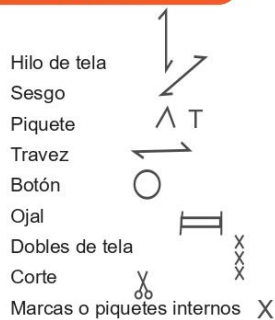 Hilo de tela
Sesgo
Piquete Λ T
Travez
Botón
Ojal
Dobles de tela X
X
Corte X
Marcas o piquetes internos X